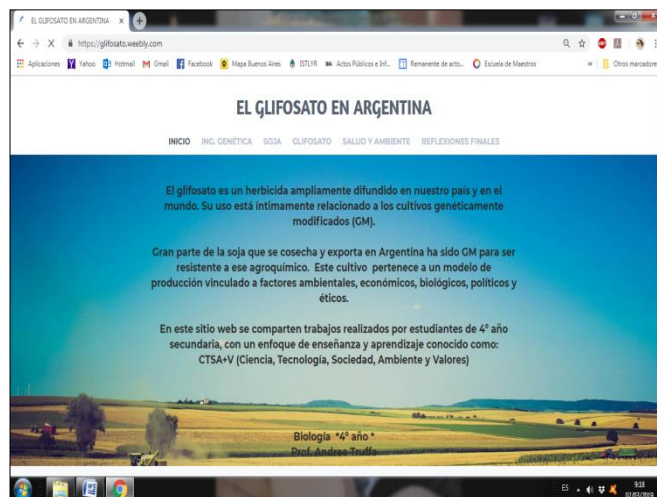 EL GLIFOSATO EN ARGENTINA - 
https://glifosato.weebly.com
Aplicaciones Yahoo Hotmail Gmail Facebook Mapa Buenos Aires ISTLYR Actos Públicos e Inf... Remanente de acto... Escuela de Maestros Otros marcadores
EL GLIFOSATO EN ARGENTINA
INICIO ING. GENÉTICA SOJA GLIFOSATO SALUD Y AMBIENTE REFLEXIONES FINALES
El glifosato es un herbicida ampliamente difundido en nuestro país y en el
mundo. Su uso está íntimamente relacionado a los cultivos genéticamente
modificados (GM).
Gran parte de la soja que se cosecha y exporta en Argentina ha sido GM para ser
resistente a ese agroquímico. Este cultivo pertenece a un modelo de
producción vinculado a factores ambientales, económicos, biológicos, políticos y
éticos.
En este sitio web se comparten trabajos realizados por estudiantes de 4º año
secundaria, con un enfoque de enseñanza y aprendizaje conocido como:
CTSA+V (Ciencia, Tecnología, Sociedad, Ambiente y Valores)
Biología *4º año *
Prof. Andrea Truffa
ES
9:18
02/03/2019